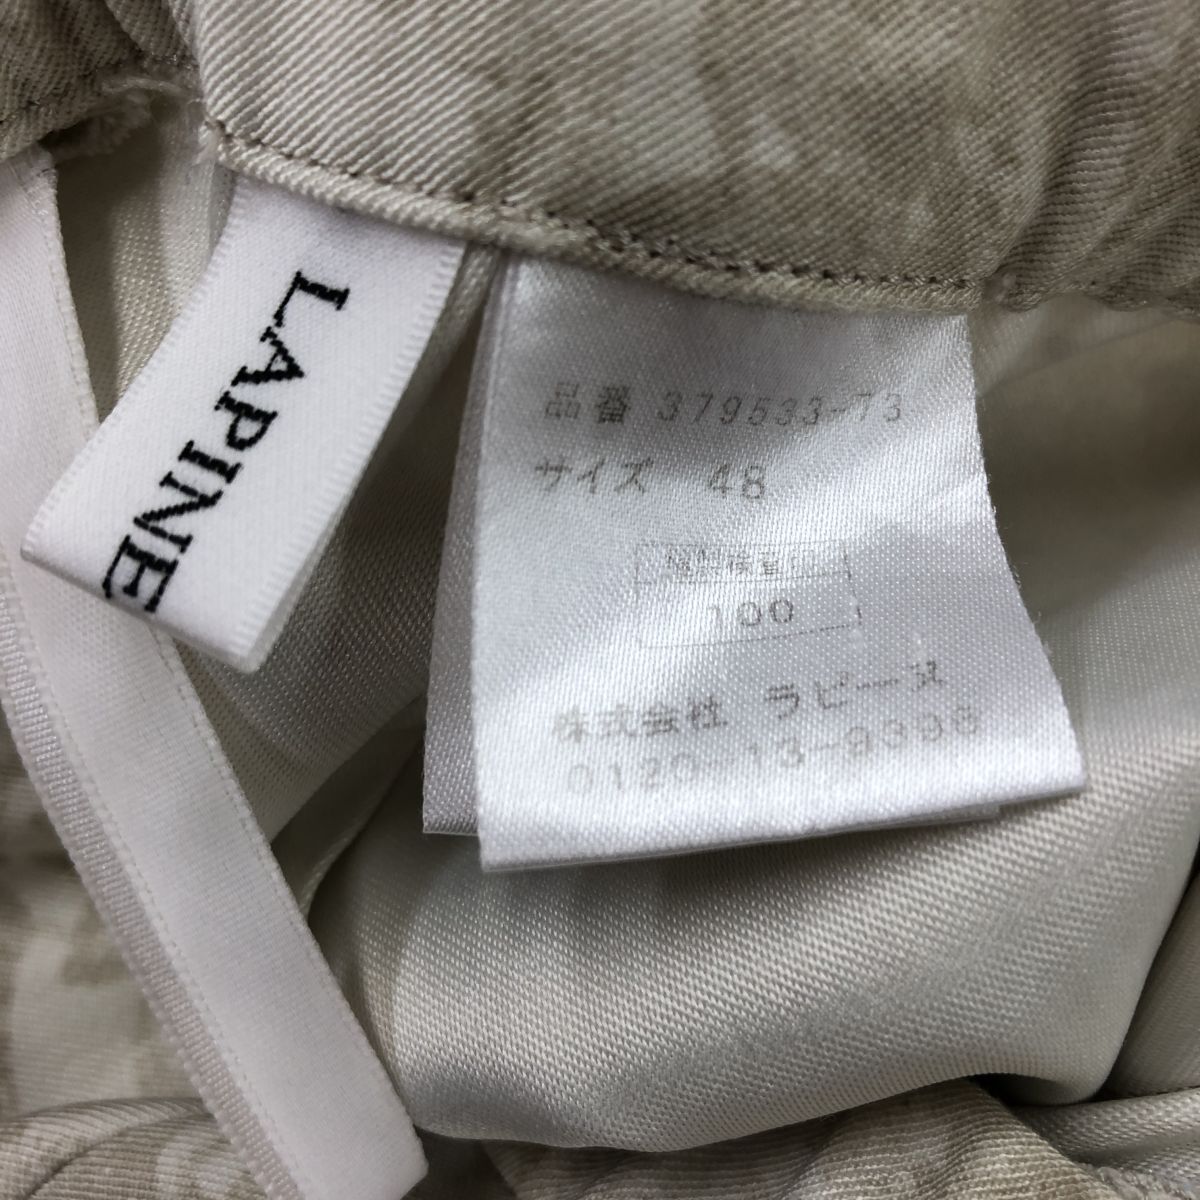 LAPINE
品番 379533-73
サイズ 48
100
株式会社 ラピーヌ
0120-13-9398